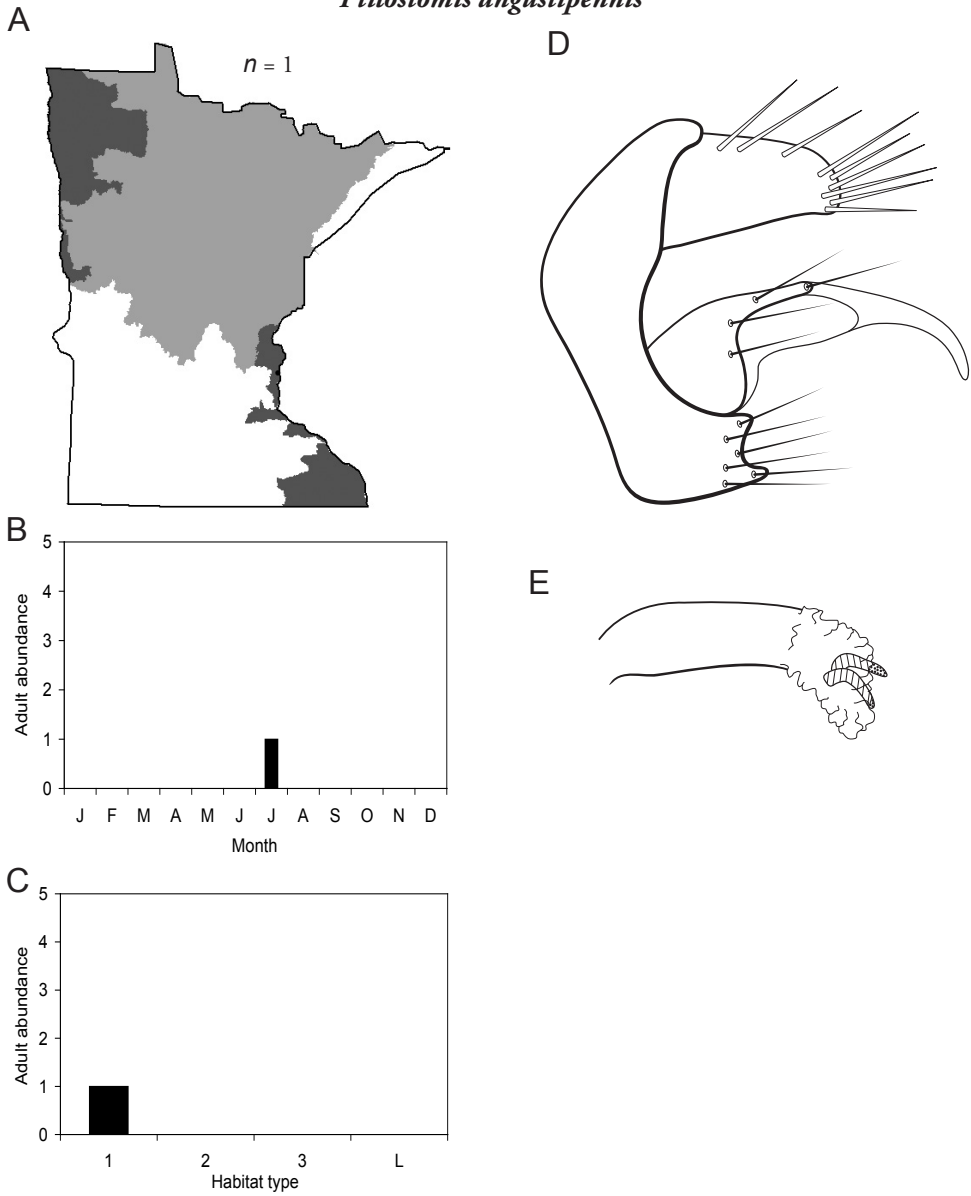 Ptilostomis angustipennis
A
n = 1
D
B
5
4
3
2
1
0
Adult abundance
J F M A M J J A S O N D
Month
E
C
5
4
3
2
1
0
Adult abundance
1 2 3 L
Habitat type